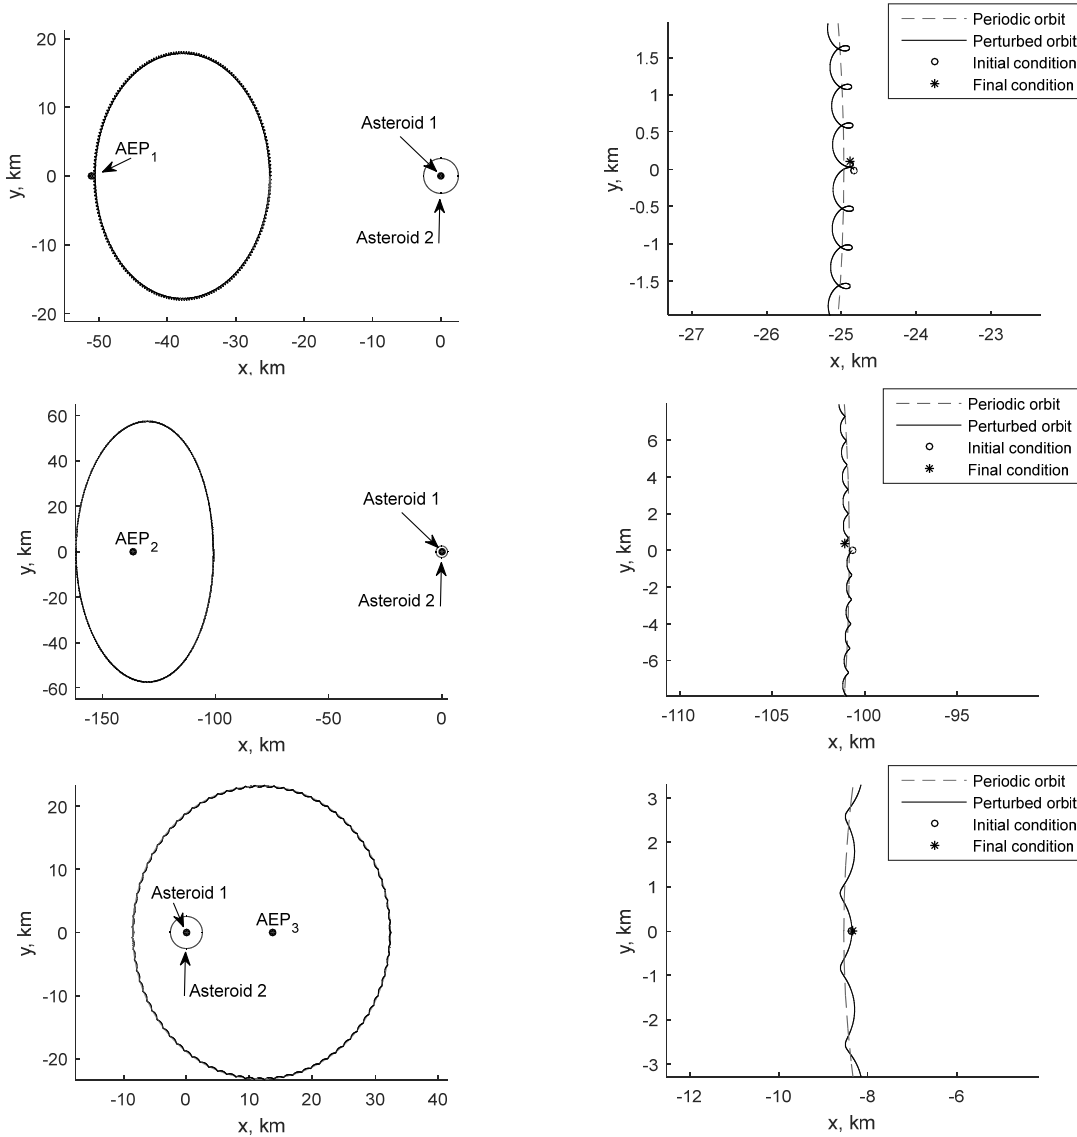 20
10
0
-10
-20
y, km
AEP1
Asteroid 1
Asteroid 2
-50 -40 -30 -20 -10 0
x, km
Periodic orbit
Perturbed orbit
Initial condition
Final condition
1.5
1
0.5
0
-0.5
-1
-1.5
y, km
-27 -26 -25 -24 -23
x, km
60
40
20
0
-20
-40
-60
y, km
AEP2
Asteroid 1
Asteroid 2
-150 -100 -50 0
x, km
Periodic orbit
Perturbed orbit
Initial condition
Final condition
6
4
2
0
-2
-4
-6
y, km
-110 -105 -100 -95
x, km
20
10
0
-10
-20
y, km
Asteroid 1
AEP3
Asteroid 2
-10 0 10 20 30 40
x, km
Periodic orbit
Perturbed orbit
Initial condition
Final condition
3
2
1
0
-1
-2
-3
y, km
-12 -10 -8 -6
x, km